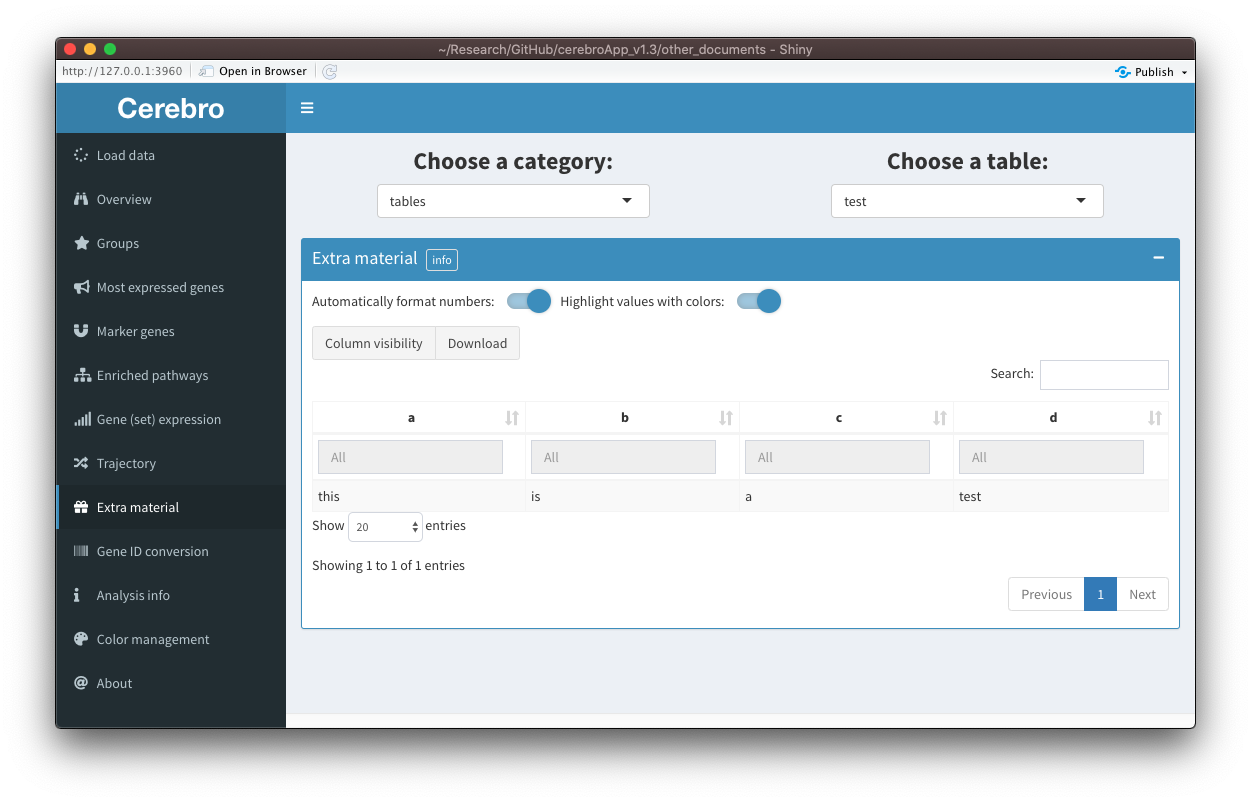 ~/Research/GitHub/cerebroApp_v1.3/other_documents - Shiny
http://127.0.0.1:3960 Open in Browser Publish
Cerebro
Load data
Overview
Groups
Most expressed genes
Marker genes
Enriched pathways
Gene (set) expression
Trajectory
Extra material
Gene ID conversion
Analysis info
Color management
About
Choose a category: Choose a table:
tables test
Extra material info
Automatically format numbers: Highlight values with colors:
Column visibility Download
Search:
a b c d
All All All All
this is a test
Show 20 entries
Showing 1 to 1 of 1 entries
Previous 1 Next